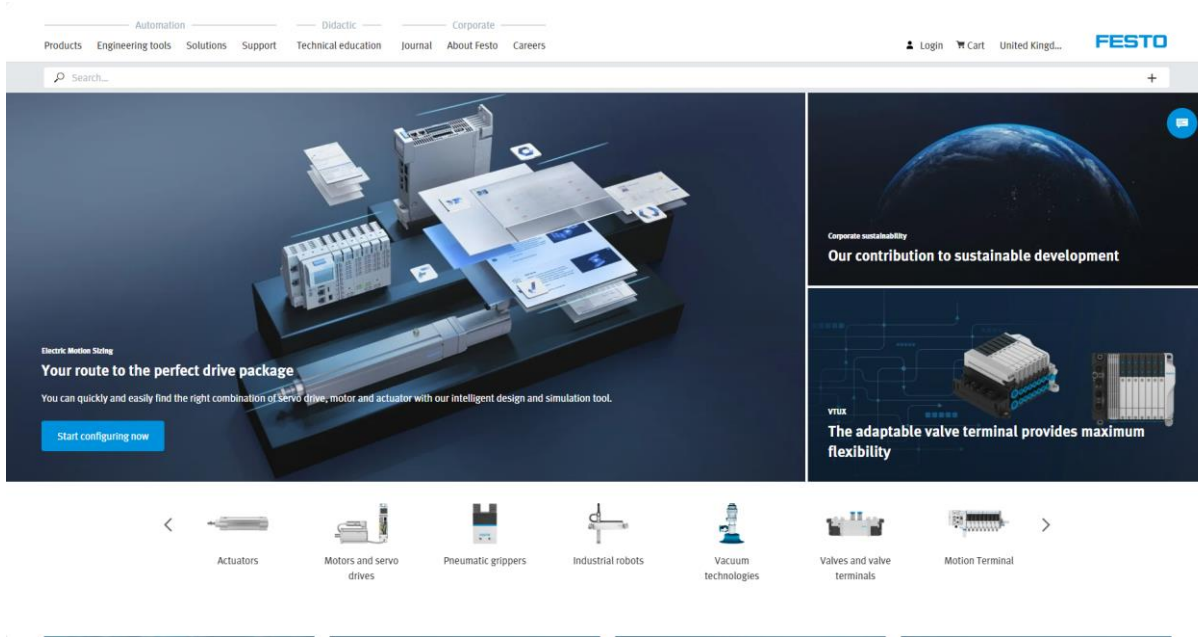 Automation
Didactic
Corporate
Products Engineering tools Solutions Support Technical education Journal About Festo Careers
Login Cart United Kingd...
FESTO
Search...
Corporate sustainability
Our contribution to sustainable development
Electric Motion Sizing
Your route to the perfect drive package
You can quickly and easily find the right combination of servo drive, motor and actuator with our intelligent design and simulation tool.
Start configuring now
VTUX
The adaptable valve terminal provides maximum
flexibility
Actuators
Motors and servo
drives
Pneumatic grippers
Industrial robots
Vacuum
technologies
Valves and valve
terminals
Motion Terminal